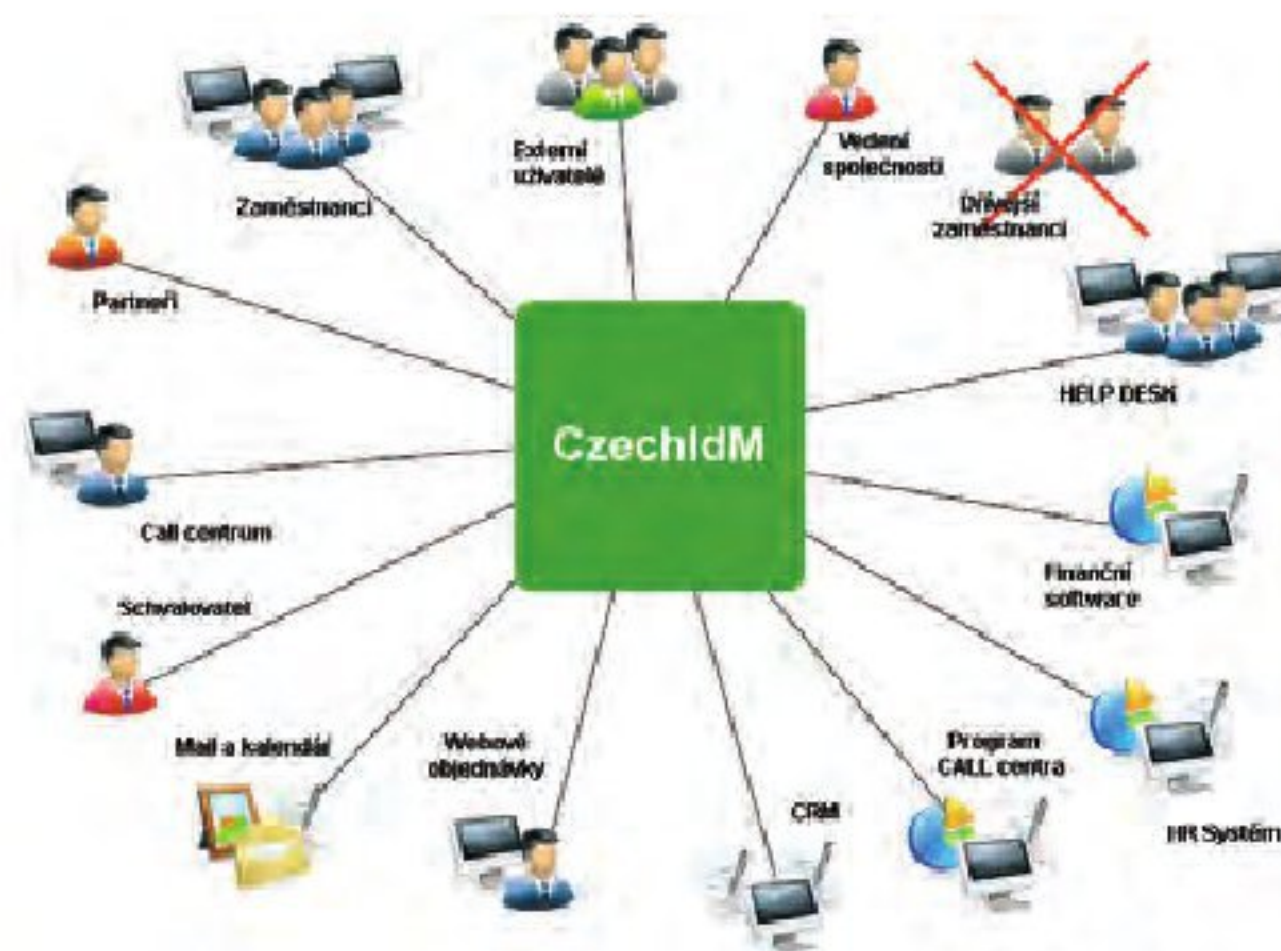 Zaměstnanci
Externí
uživatelé
Vedení
společnosti
Dřívější
zaměstnanci
Partneři
HELP DESK
CzechIdM
Call centrum
Finanční
software
Schvalovatel
Mail a kalendář
Webové
objednávky
Program
CALL centra
CRM
HR Systém